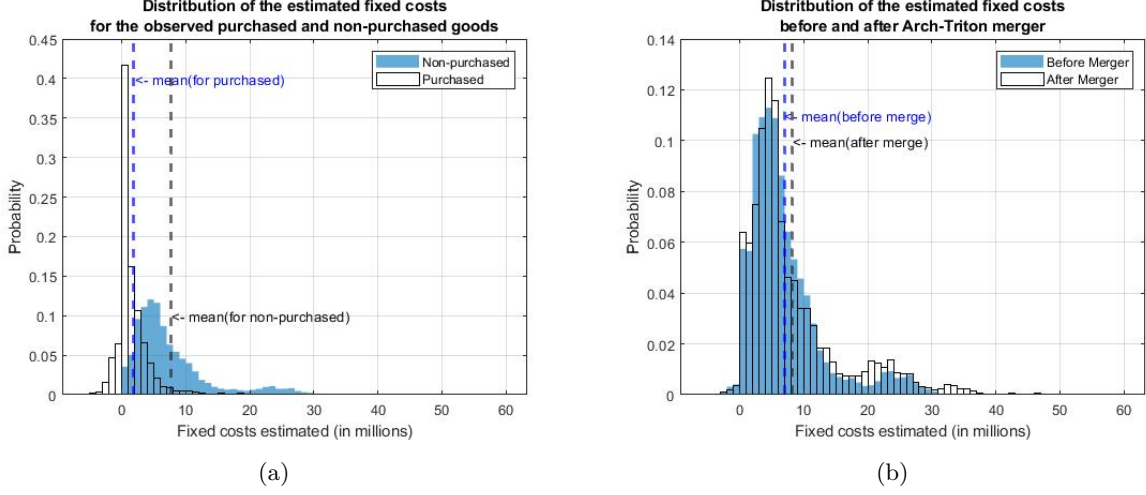 Distritbution of the estimated fixed costs
for the observed purchased and non-purchased goods
0.45
0.4
0.35
0.3
0.25
0.2
0.15
0.1
0.05
0
Probability
Non-purchased
Purchased
<- mean(for purchased)
<- mean(for non-purchased)
0
10
20
30
40
50
60
Fixed costs estimated (in millions)
(a)
Distritbution of the estimated fixed costs
before and after Arch-Triton merger
0.14
0.12
0.1
0.08
0.06
0.04
0.02
0
Probability
Before Merger
After Merger
<- mean(before merge)
<- mean(after merge)
0
10
20
30
40
50
60
Fixed costs estimated (in millions)
(b)